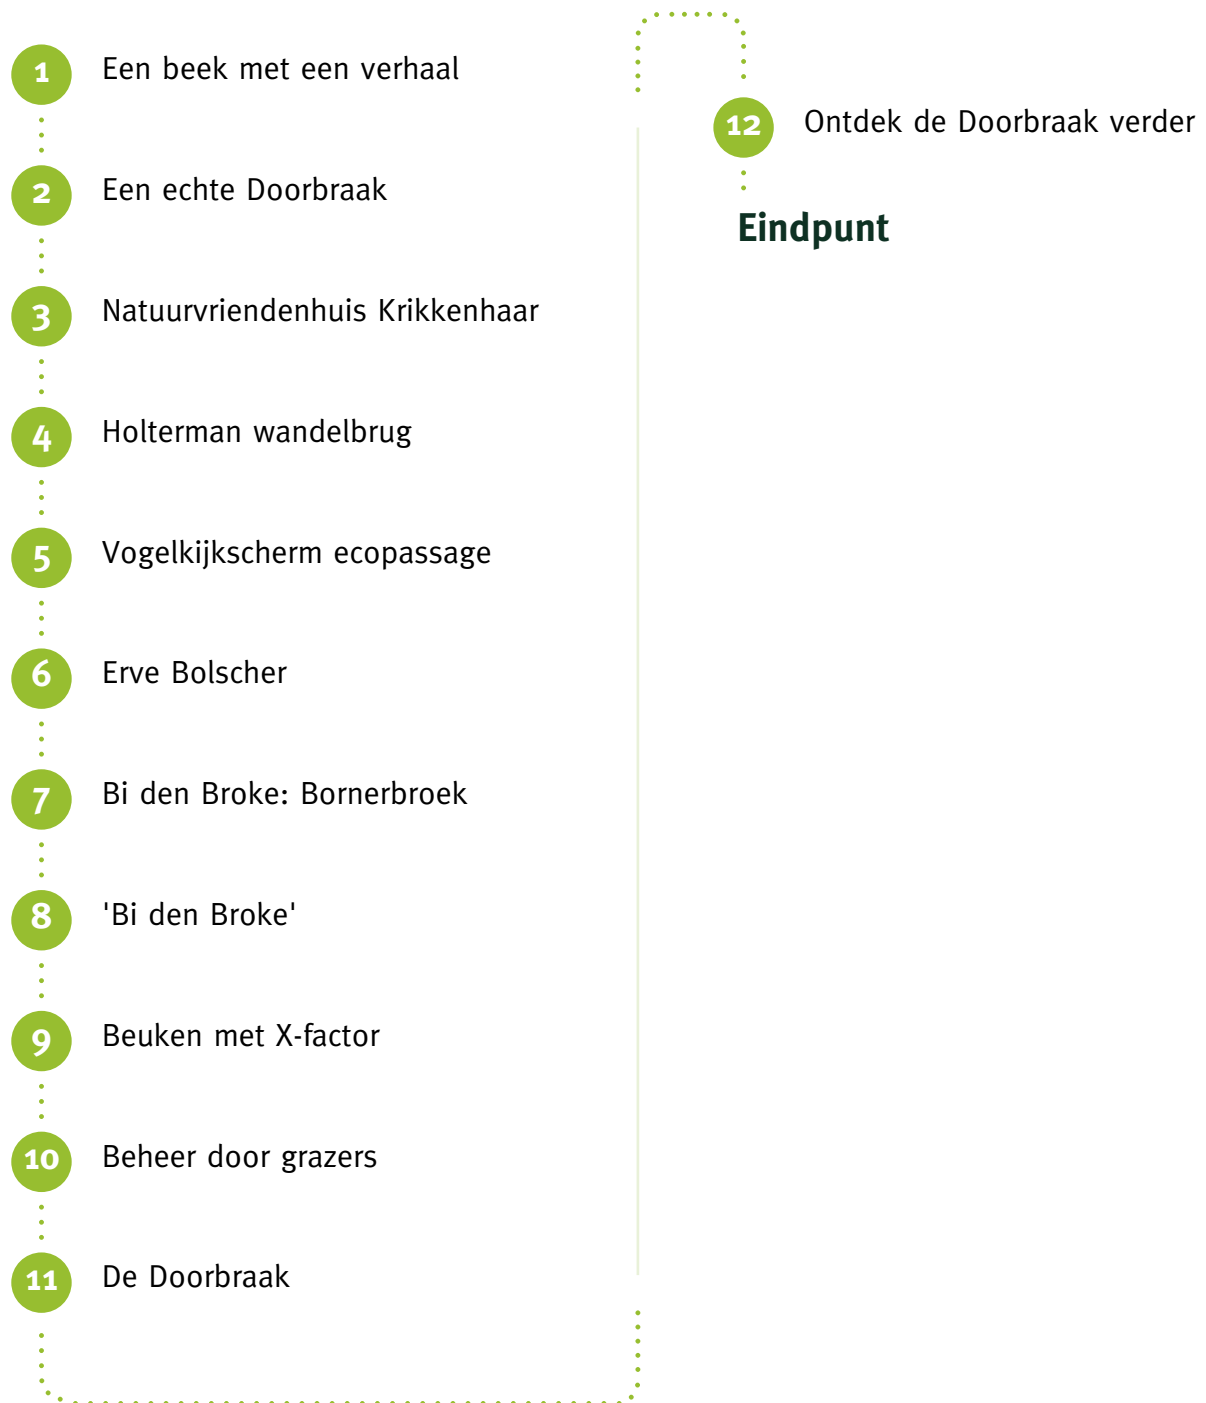 1 Een beek met een verhaal
2 Een echte Doorbraak
3 Natuurvriendenhuis Krikkenhaar
4 Holterman wandelbrug
5 Vogelkijkscherm ecopassage
6 Erve Bolscher
7 Bi den Broke: Bornerbroek
8 'Bi den Broke'
9 Beuken met X-factor
10 Beheer door grazers
11 De Doorbraak
12 Ontdek de Doorbraak verder
Eindpunt